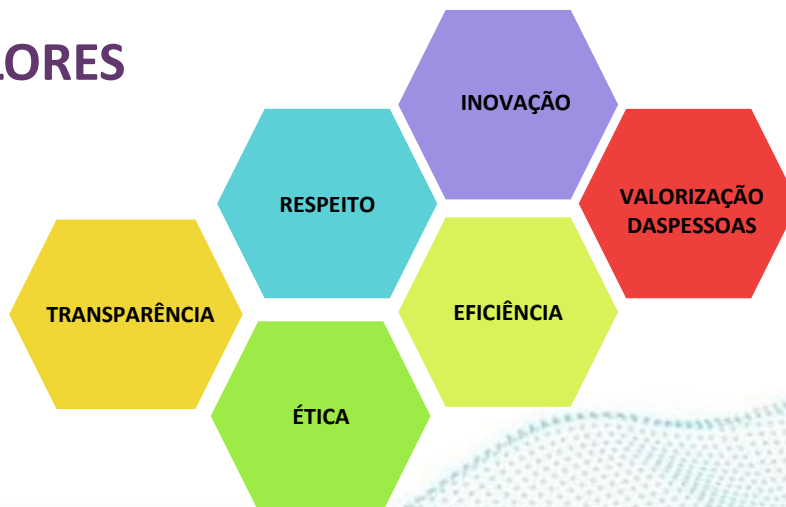 LORES
INOVAÇÃO
RESPEITO
VALORIZAÇÃO
DASPESSOAS
TRANSPARÊNCIA
EFICIÊNCIA
ÉTICA